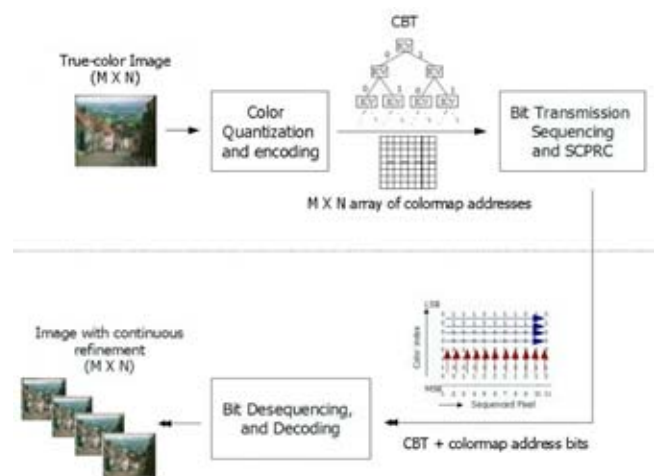 CBT
True-color Image
(M X N)
Color
Quantization
and encoding
Bit Transmission
Sequencing
and SCPRC
M X N array of colormap addresses
Image with continuous
refinement
(M X N)
Bit Desequencing,
and Decoding
LSB
Color Index
MSB
Sequenced Pixel
CBT + colormap address bits